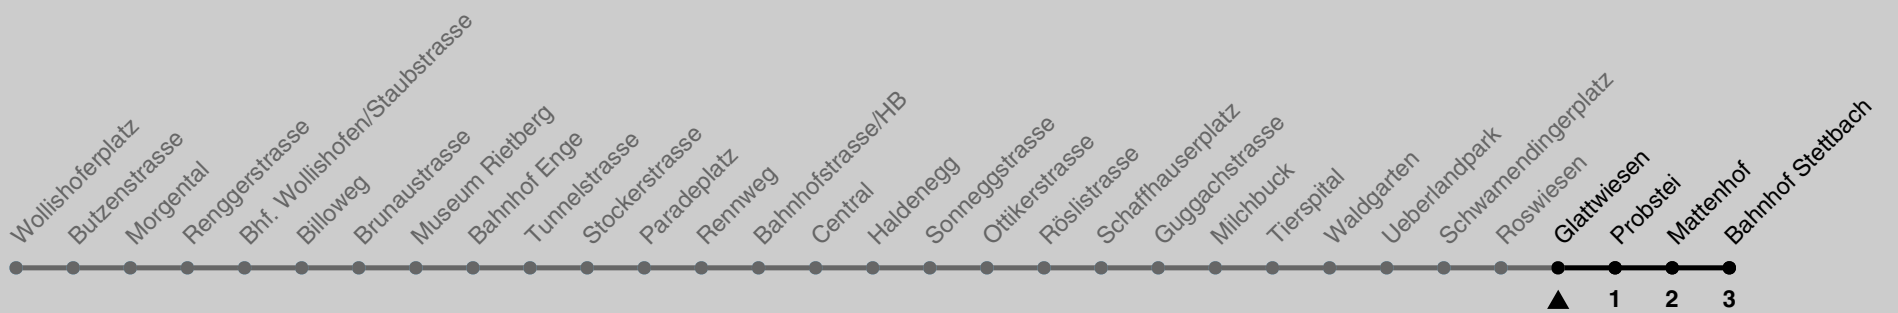 Wollishoferplatz
Butzenstrasse
Morgental
Renggerstrasse
Bhf. Wollishofen/Staubstrasse
Billoweg
Brunaustrasse
Museum Rietberg
Bahnhof Enge
Tunnelstrasse
Stockerstrasse
Paradeplatz
Rennweg
Bahnhofstrasse/HB
Central
Haldenegg
Sonneggstrasse
Ottikerstrasse
Röslistrasse
Schaffhauserplatz
Guggachstrasse
Milchbuck
Tierspital
Waldgarten
Ueberlandpark
Schwamendingerplatz
Roswiesen
Glattwiesen
Probstei
Mattenhof
Bahnhof Stettbach
1 2 3